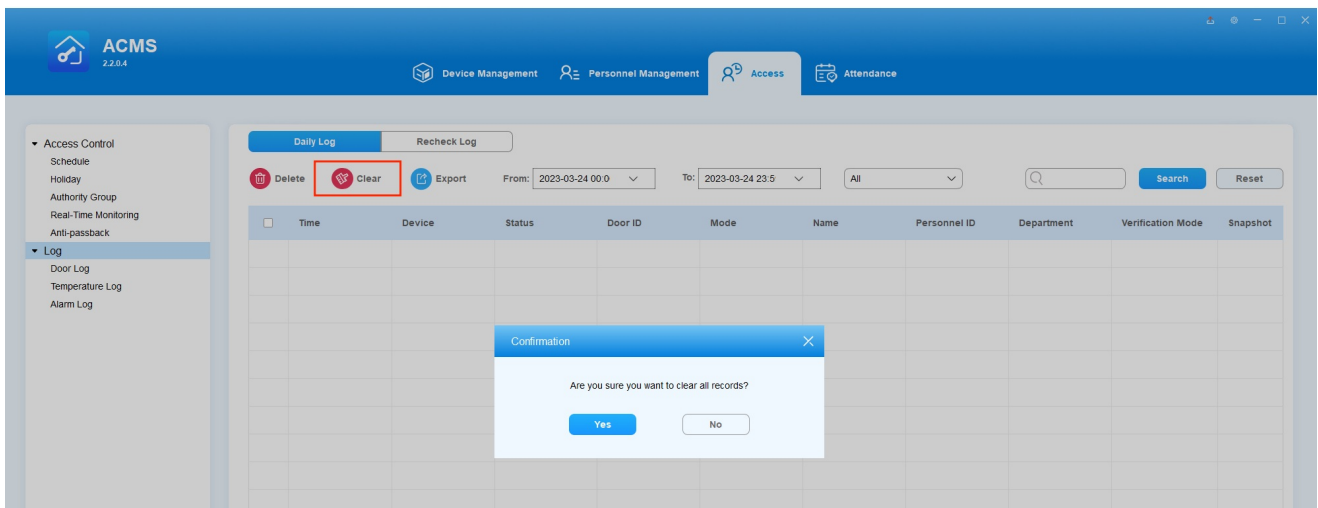 ACMS
2.2.0.4
Device Management
Personnel Management
Access
Attendance
Access Control
Schedule
Holiday
Authority Group
Real-Time Monitoring
Anti-passback
Log
Door Log
Temperature Log
Alarm Log
Daily Log
Recheck Log
Delete
Clear
Export
From: 2023-03-24 00:0
To: 2023-03-24 23:5
All
Search
Reset
Time Device Status Door ID Mode Name Personnel ID Department Verification Mode Snapshot
Confirmation
Are you sure you want to clear all records?
Yes
No